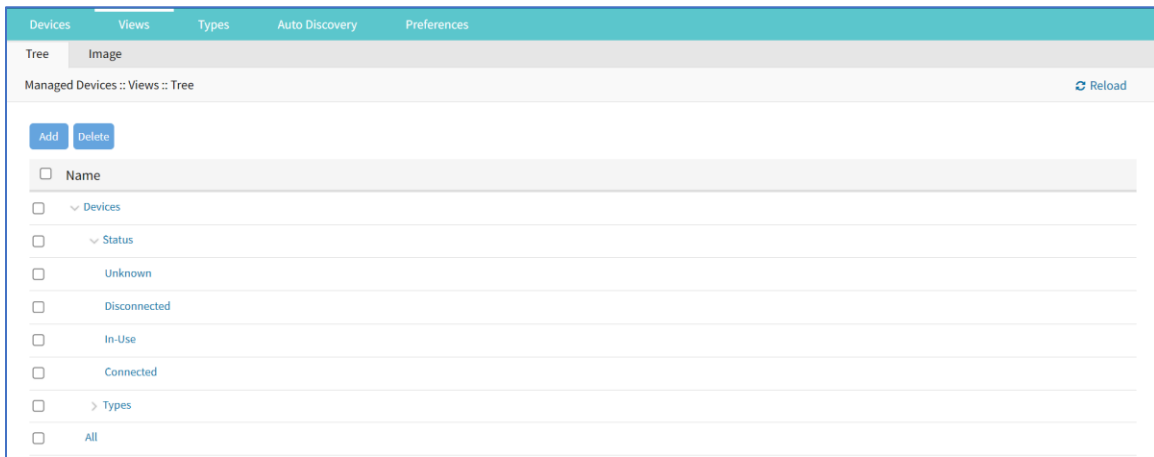 Devices Views Types Auto Discovery Preferences
Tree Image
Managed Devices :: Views :: Tree Reload
Add Delete
Name
Devices
Status
Unknown
Disconnected
In-Use
Connected
Types
All